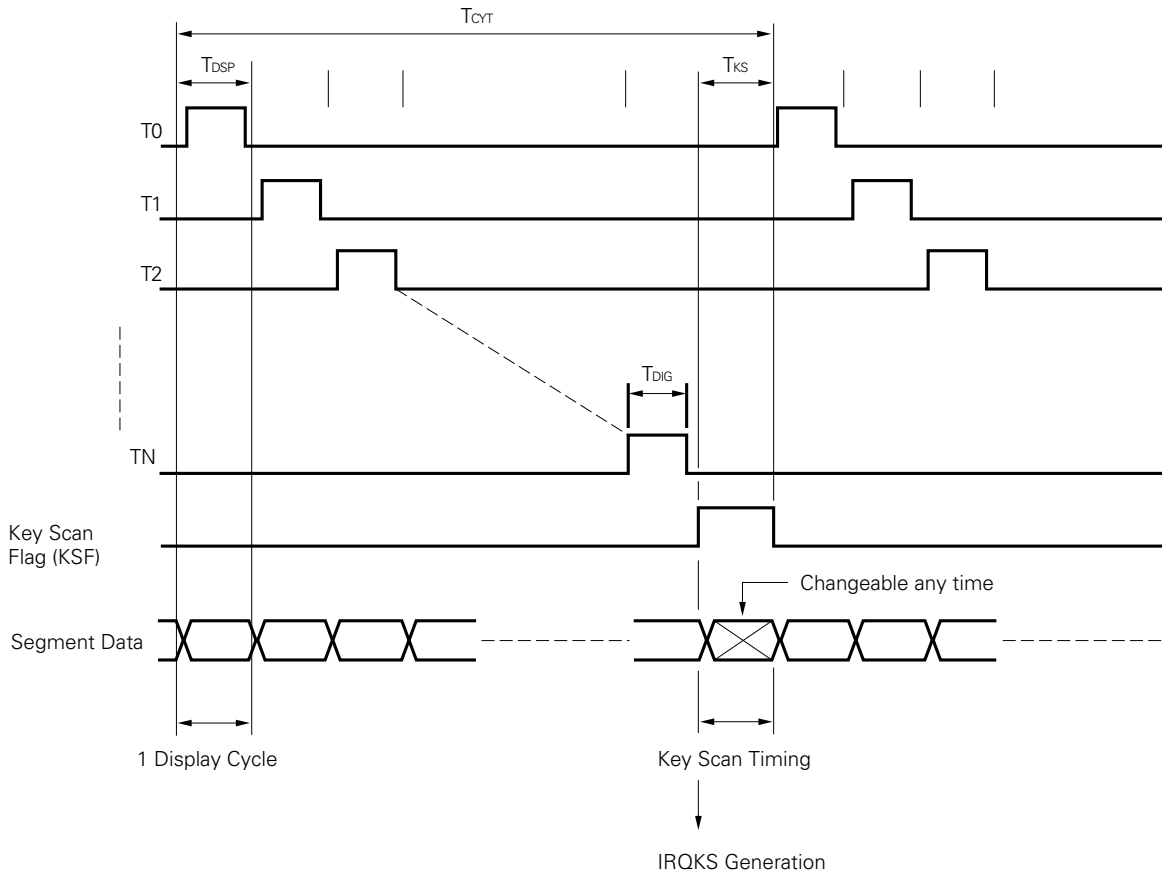 TCYT
TDSP
TKS
T0
T1
T2
TDIG
TN
Key Scan
Flag (KSF)
Changeable any time
Segment Data
1 Display Cycle
Key Scan Timing
IRQKS Generation